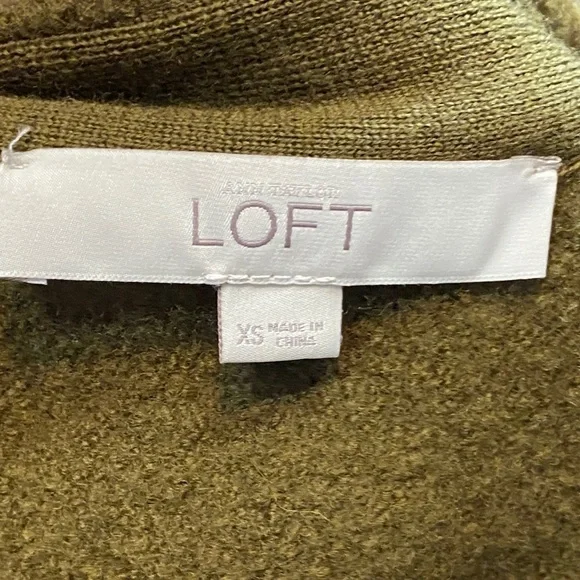 ANN TAYLOR
LOFT
XS MADE IN
CHINA